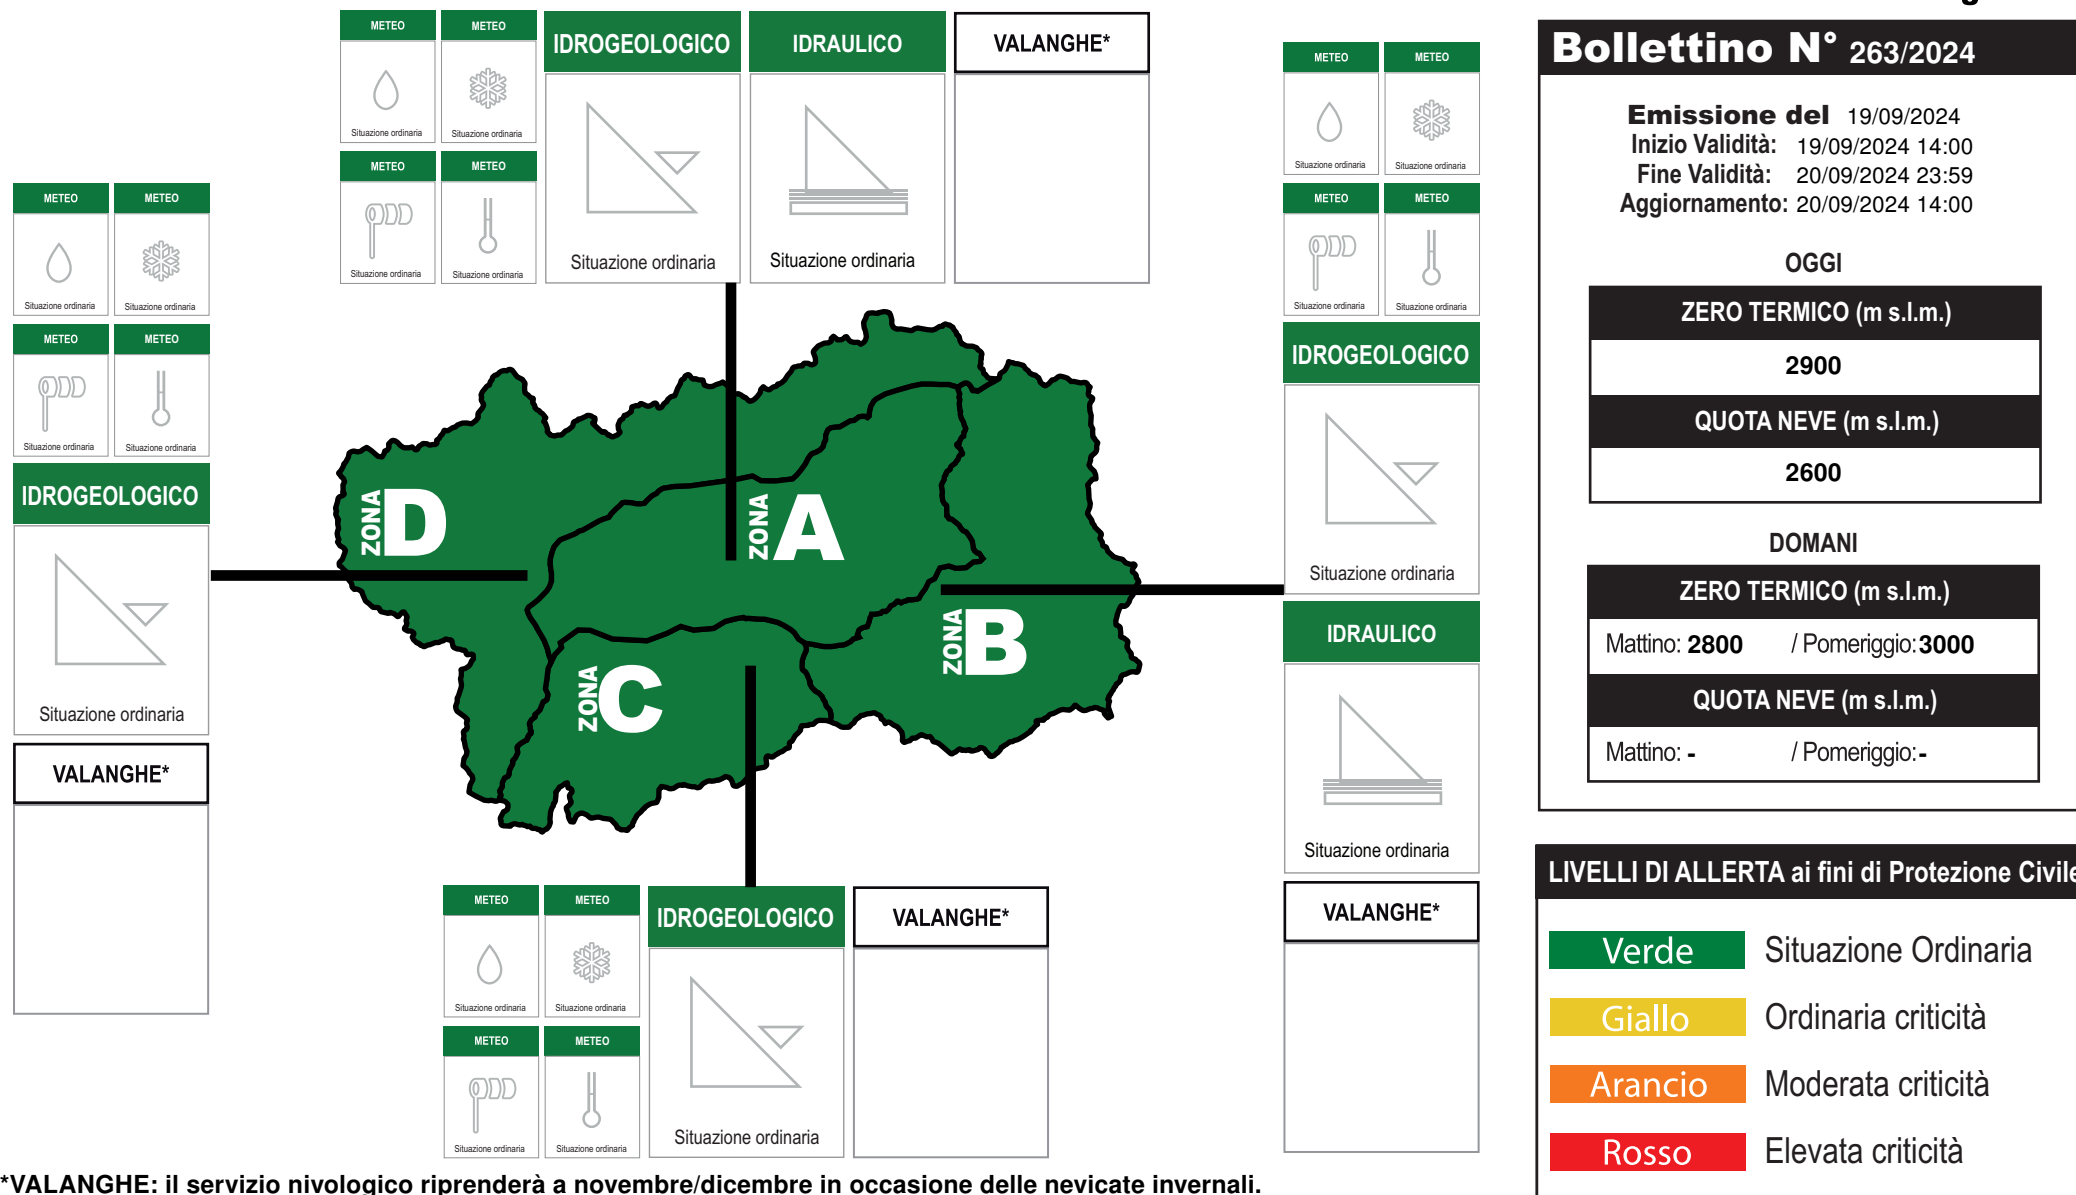 METEO METEO
Situazione ordinaria Situazione ordinaria
METEO METEO
Situazione ordinaria Situazione ordinaria
IDROGEOLOGICO
Situazione ordinaria
IDRAULICO
Situazione ordinaria
VALANGHE*
METEO METEO
Situazione ordinaria Situazione ordinaria
METEO METEO
Situazione ordinaria Situazione ordinaria
IDROGEOLOGICO
Situazione ordinaria
VALANGHE*
ZONA D
ZONA A
ZONA B
ZONA C
METEO METEO
Situazione ordinaria Situazione ordinaria
METEO METEO
Situazione ordinaria Situazione ordinaria
IDROGEOLOGICO
Situazione ordinaria
IDRAULICO
Situazione ordinaria
VALANGHE*
METEO METEO
Situazione ordinaria Situazione ordinaria
METEO METEO
Situazione ordinaria Situazione ordinaria
IDROGEOLOGICO
Situazione ordinaria
VALANGHE*
*VALANGHE: il servizio nivologico riprenderà a novembre/dicembre in occasione delle nevicate invernali.
Bollettino N° 263/2024
Emissione del 19/09/2024
Inizio Validità: 19/09/2024 14:00
Fine Validità: 20/09/2024 23:59
Aggiornamento: 20/09/2024 14:00
OGGI
ZERO TERMICO (m s.l.m.)
2900
QUOTA NEVE (m s.l.m.)
2600
DOMANI
ZERO TERMICO (m s.l.m.)
Mattino: 2800 / Pomeriggio: 3000
QUOTA NEVE (m s.l.m.)
Mattino: - / Pomeriggio: -
LIVELLI DI ALLERTA ai fini di Protezione Civile
Verde Situazione Ordinaria
Giallo Ordinaria criticità
Arancio Moderata criticità
Rosso Elevata criticità